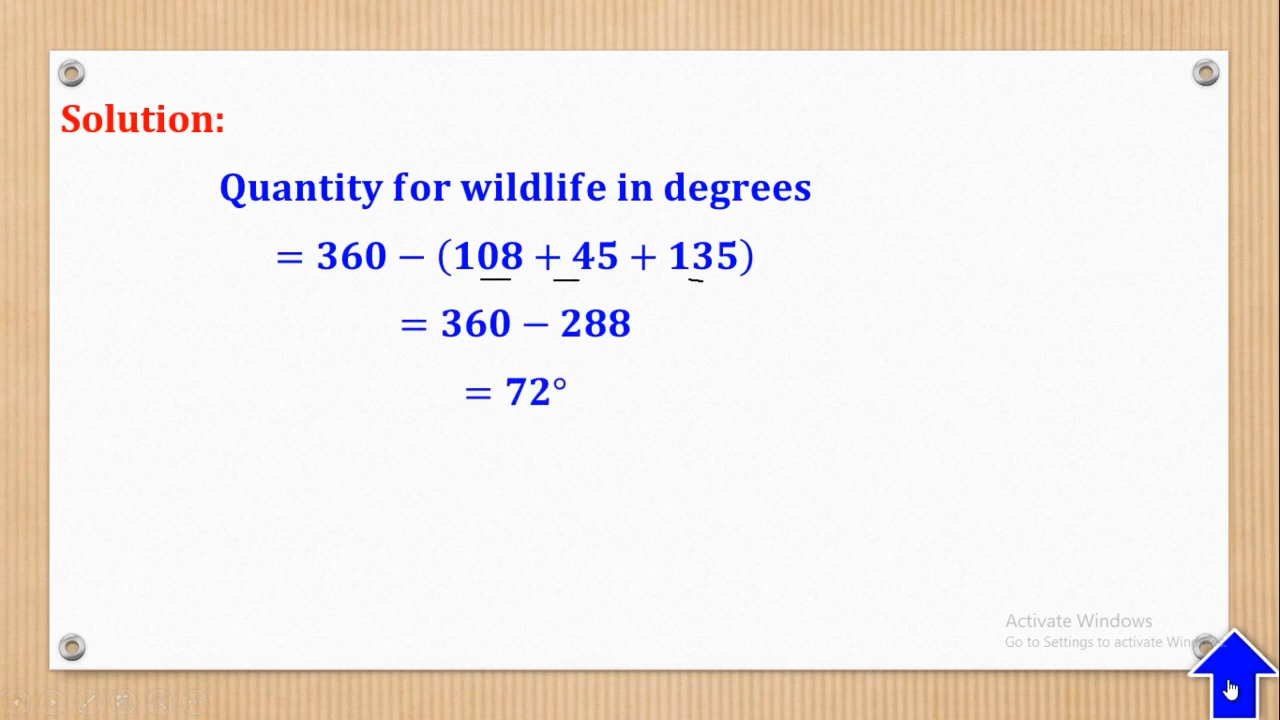 Solution:
Quantity for wildlife in degrees
= 360 − (108 + 45 + 135)
= 360 − 288
= 72°
Activate Windows
Go to Settings to activate Windows.